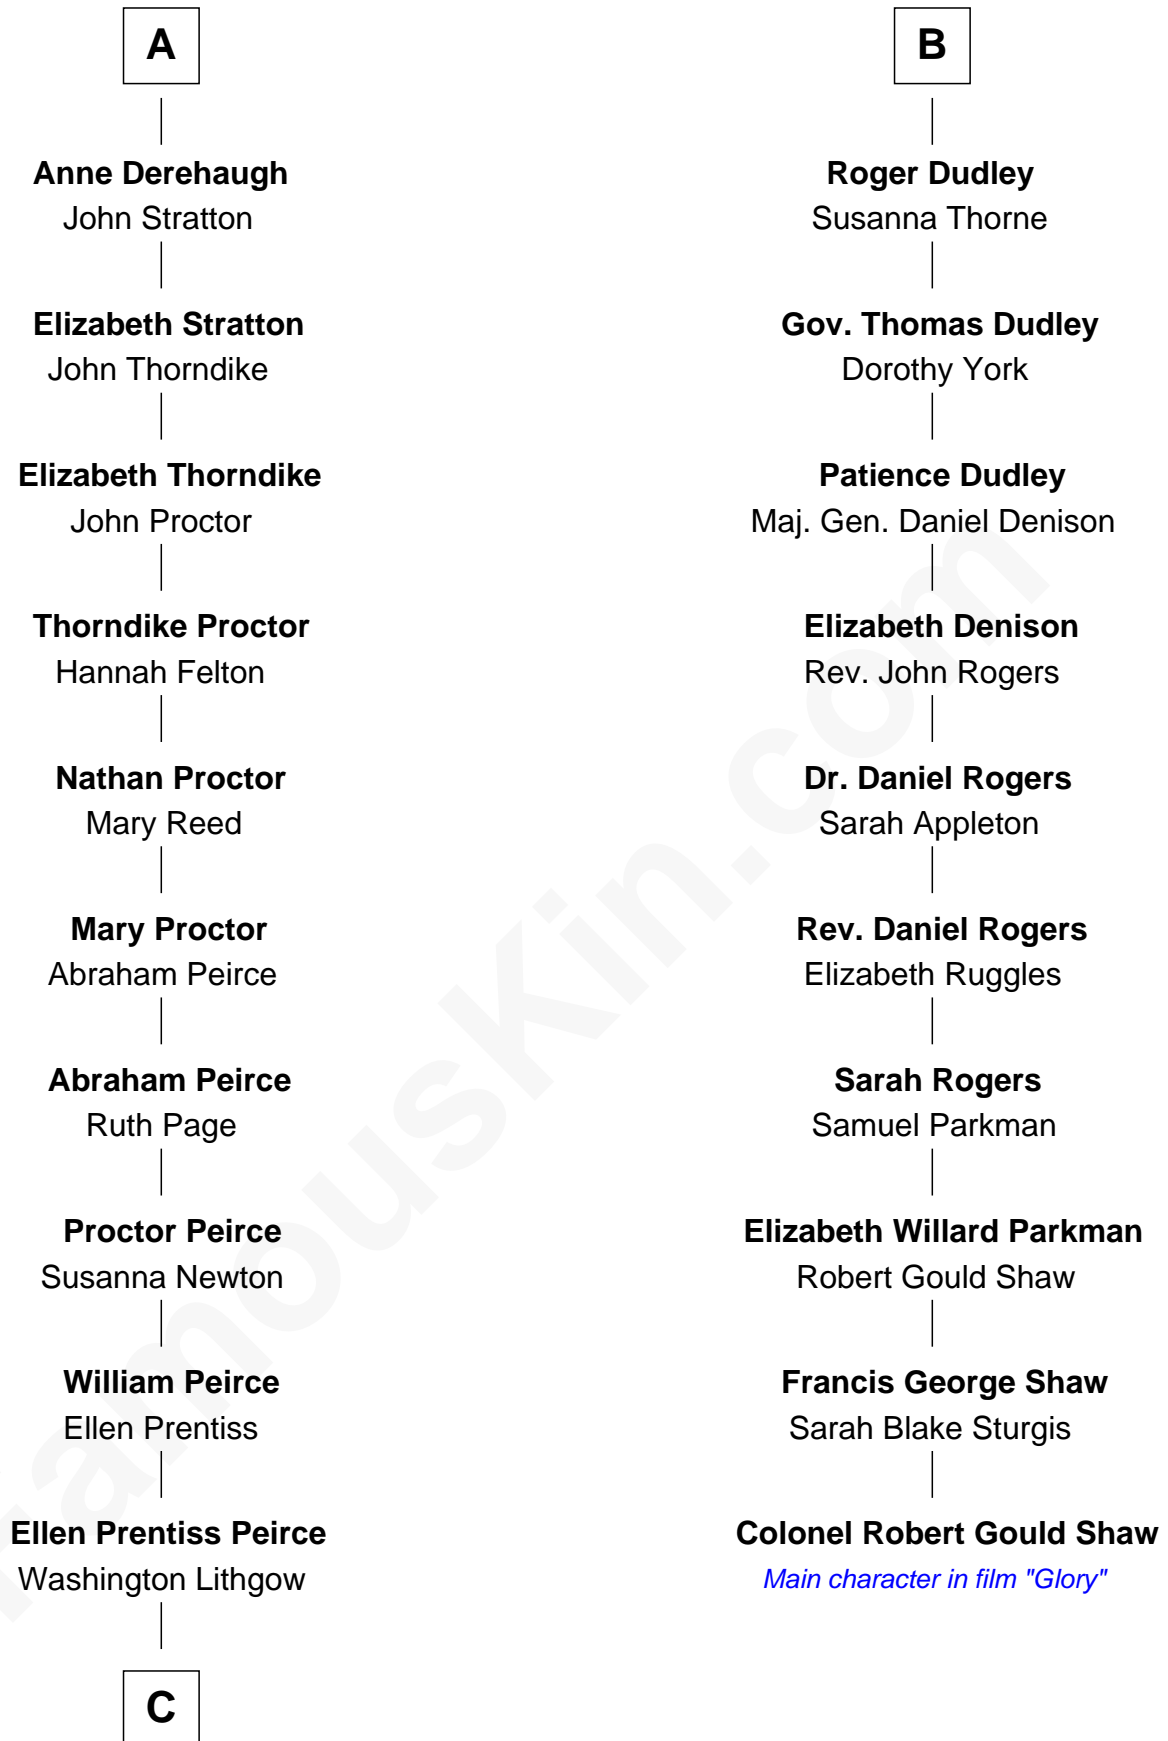 A
Anne Derehaugh
John Stratton
Elizabeth Stratton
John Thorndike
Elizabeth Thorndike
John Proctor
Thorndike Proctor
Hannah Felton
Nathan Proctor
Mary Reed
Mary Proctor
Abraham Peirce
Abraham Peirce
Ruth Page
Proctor Peirce
Susanna Newton
William Peirce
Ellen Prentiss
Ellen Prentiss Peirce
Washington Lithgow
C
B
Roger Dudley
Susanna Thorne
Gov. Thomas Dudley
Dorothy York
Patience Dudley
Maj. Gen. Daniel Denison
Elizabeth Denison
Rev. John Rogers
Dr. Daniel Rogers
Sarah Appleton
Rev. Daniel Rogers
Elizabeth Ruggles
Sarah Rogers
Samuel Parkman
Elizabeth Willard Parkman
Robert Gould Shaw
Francis George Shaw
Sarah Blake Sturgis
Colonel Robert Gould Shaw
Main character in film "Glory"
FamousKin.com